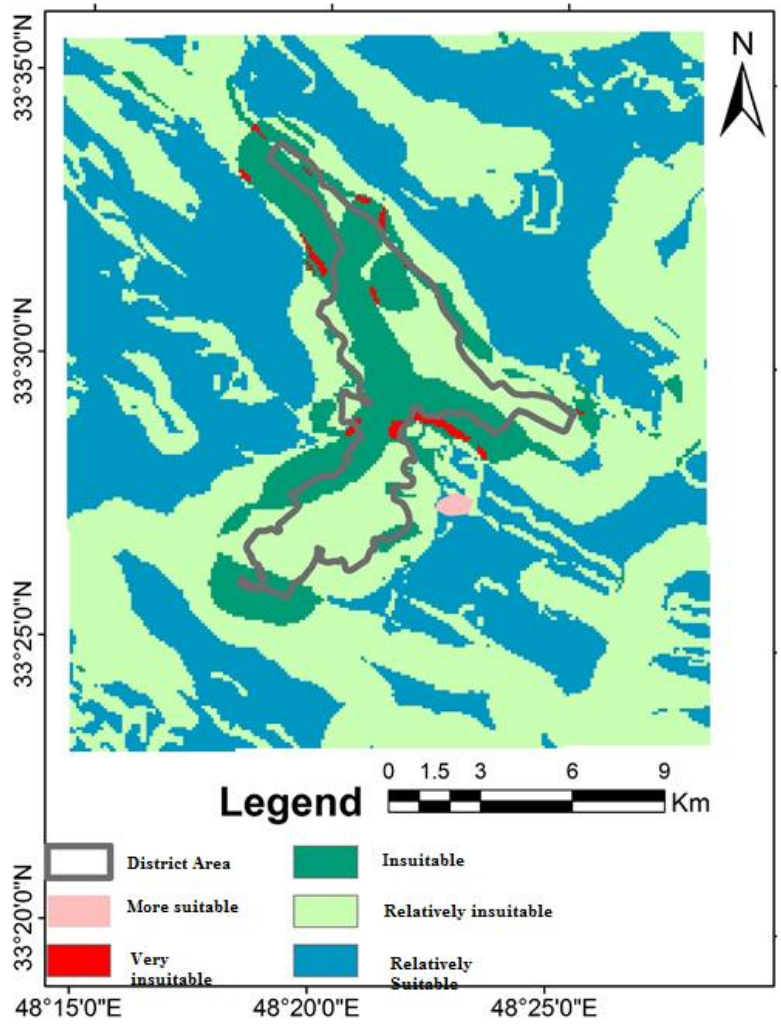 N
33°35'0"N
33°30'0"N
33°25'0"N
33°20'0"N
Legend
0 1.5 3 6 9
Km
District Area
Insuitable
More suitable
Relatively insuitable
Very
insuitable
Relatively
Suitable
48°15'0"E 48°20'0"E 48°25'0"E